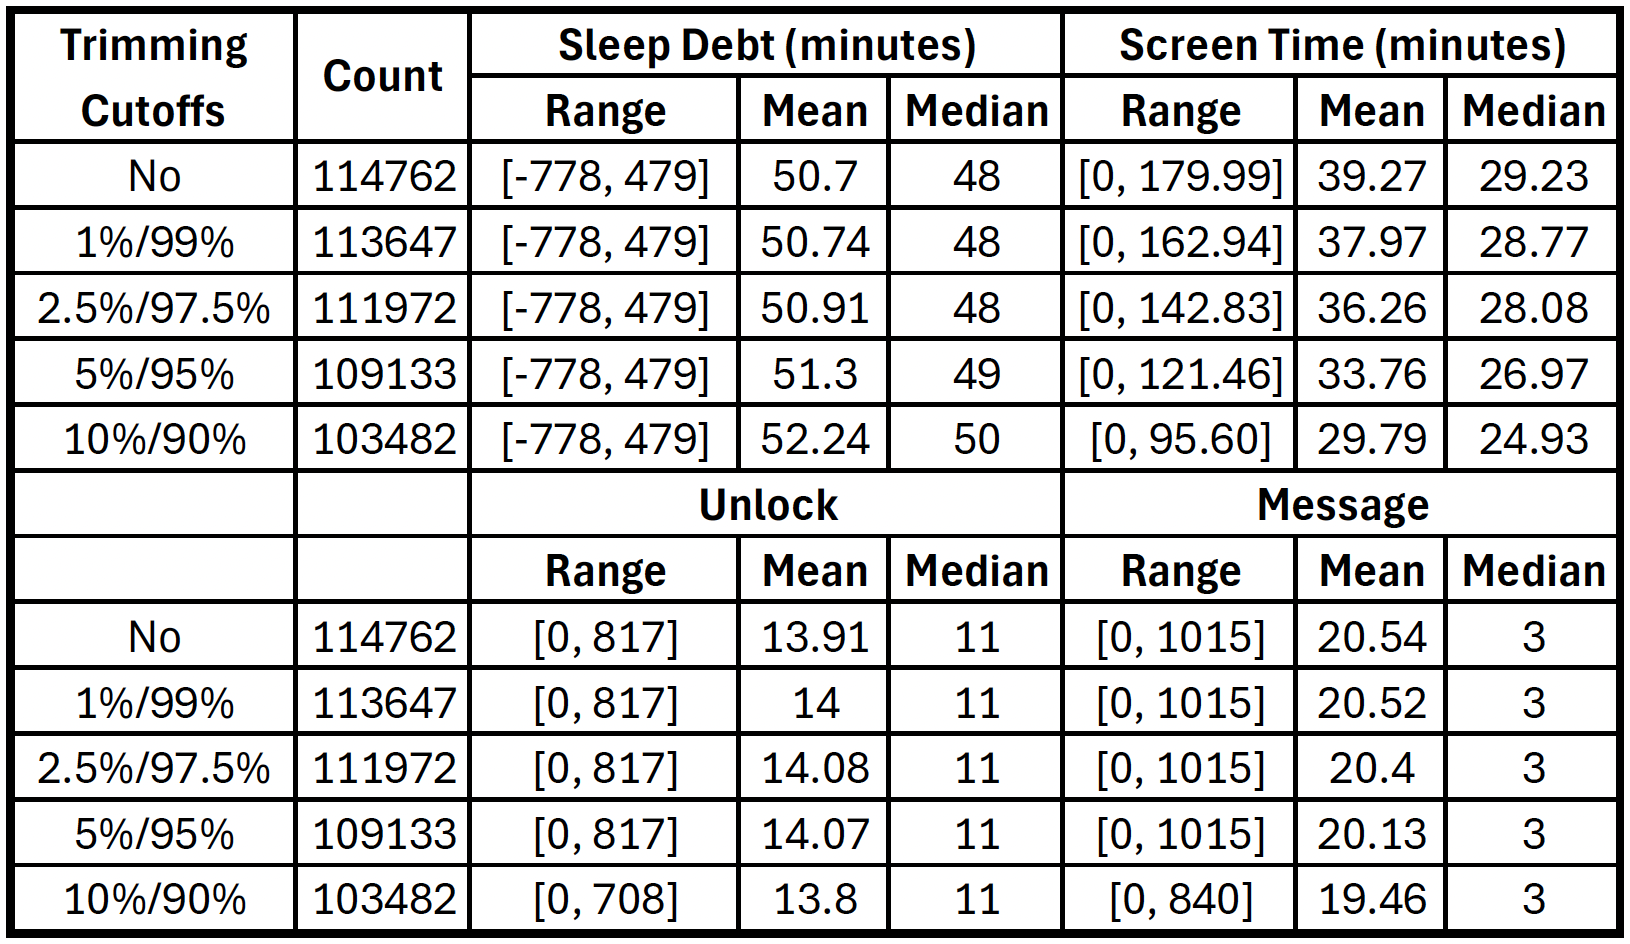 Trimming Cutoffs Count Sleep Debt (minutes) Screen Time (minutes)
Range Mean Median Range Mean Median
No 114762 [-778, 479] 50.7 48 [0, 179.99] 39.27 29.23
1%/99% 113647 [-778, 479] 50.74 48 [0, 162.94] 37.97 28.77
2.5%/97.5% 111972 [-778, 479] 50.91 48 [0, 142.83] 36.26 28.08
5%/95% 109133 [-778, 479] 51.3 49 [0, 121.46] 33.76 26.97
10%/90% 103482 [-778, 479] 52.24 50 [0, 95.60] 29.79 24.93
Unlock Message
Range Mean Median Range Mean Median
No 114762 [0, 817] 13.91 11 [0, 1015] 20.54 3
1%/99% 113647 [0, 817] 14 11 [0, 1015] 20.52 3
2.5%/97.5% 111972 [0, 817] 14.08 11 [0, 1015] 20.4 3
5%/95% 109133 [0, 817] 14.07 11 [0, 1015] 20.13 3
10%/90% 103482 [0, 708] 13.8 11 [0, 840] 19.46 3